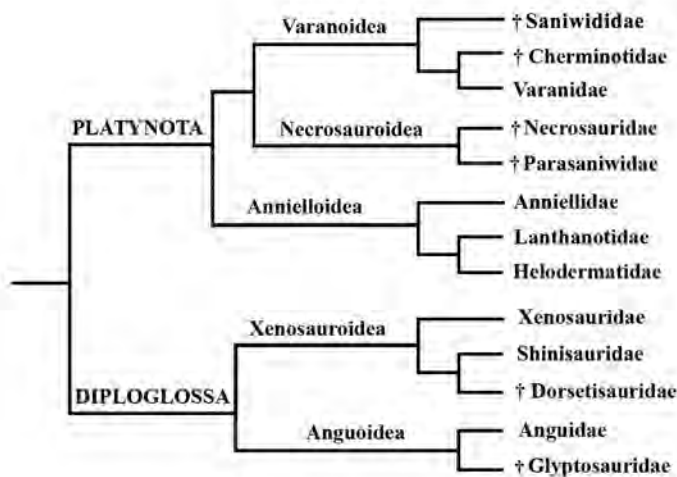 † Saniwididae
Varanoidea
† Cherminotidae
Varanidae
PLATYNOTA
Necrosauroidea
† Necrosauridae
† Parasaniwidae
Annielloidea
Anniellidae
Lanthanotidae
Helodermatidae
Xenosauroidea
Xenosauridae
Shinisauridae
DIPLOGLOSSA
† Dorsetisauridae
Anguoidea
Anguidae
† Glyptosauridae